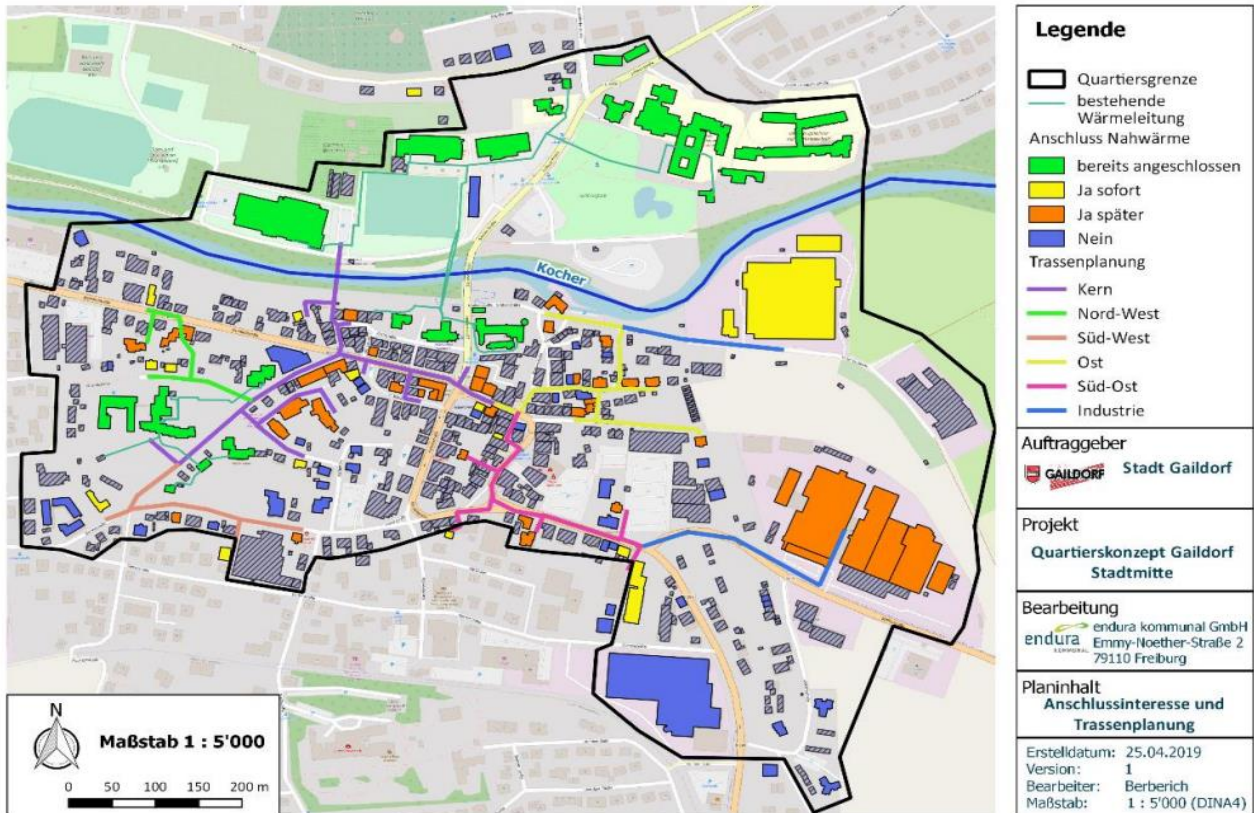 Kocher
N
Maßstab 1 : 5'000
0 50 100 150 200 m
Legende
Quartiersgrenze
bestehende
Wärmeleitung
Anschluss Nahwärme
bereits angeschlossen
Ja sofort
Ja später
Nein
Trassenplanung
Kern
Nord-West
Süd-West
Ost
Süd-Ost
Industrie
Auftraggeber
GAILDORF Stadt Gaildorf
Projekt
Quartierskonzept Gaildorf
Stadtmitte
Bearbeitung
endura kommunal GmbH
endura Emmy-Noether-Straße 2
KOMMUNAL 79110 Freiburg
Planinhalt
Anschlussinteresse und
Trassenplanung
Erstelldatum: 25.04.2019
Version: 1
Bearbeiter: Berberich
Maßstab: 1 : 5'000 (DINA4)